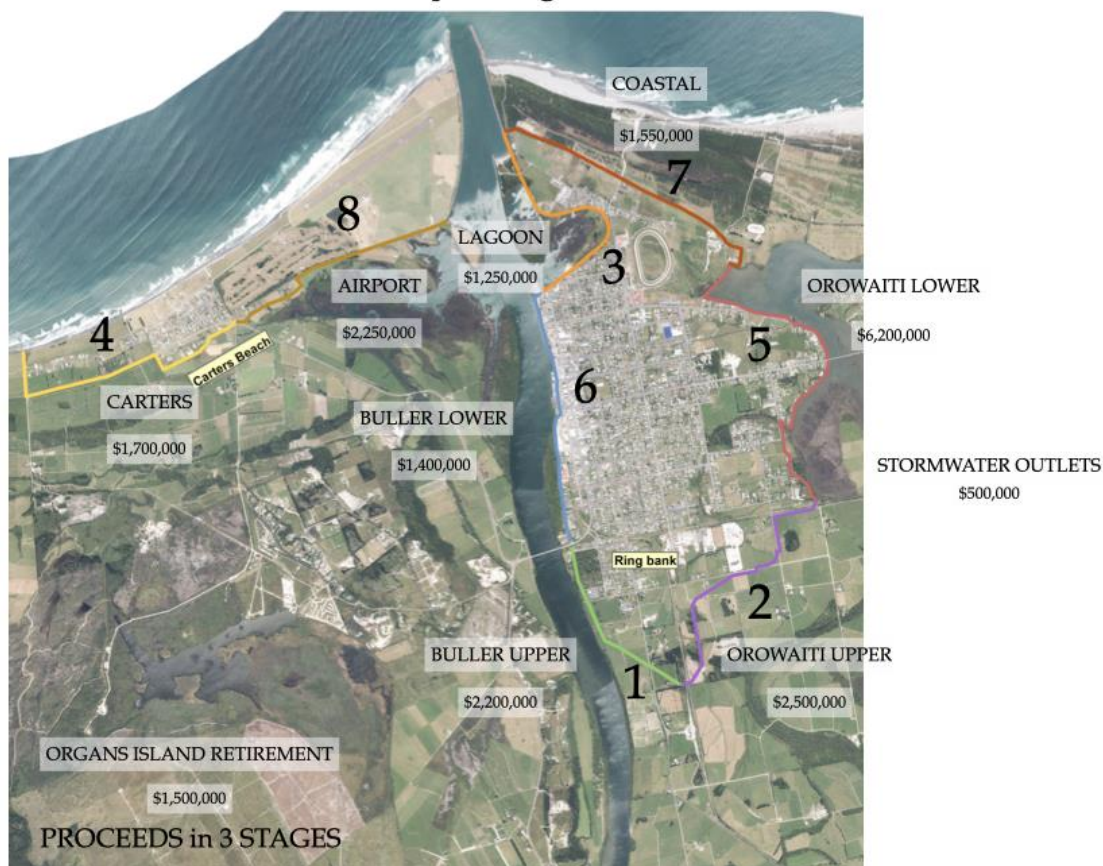 COASTAL
$1,550,000
7
8
LAGOON
$1,250,000
3
AIRPORT
$2,250,000
OROWAITI LOWER
$6,200,000
4
5
Carters Beach
6
CARTERS
$1,700,000
BULLER LOWER
$1,400,000
STORMWATER OUTLETS
$500,000
Ring bank
2
BULLER UPPER
$2,200,000
1
OROWAITI UPPER
$2,500,000
ORGANS ISLAND RETIREMENT
$1,500,000
PROCEEDS in 3 STAGES